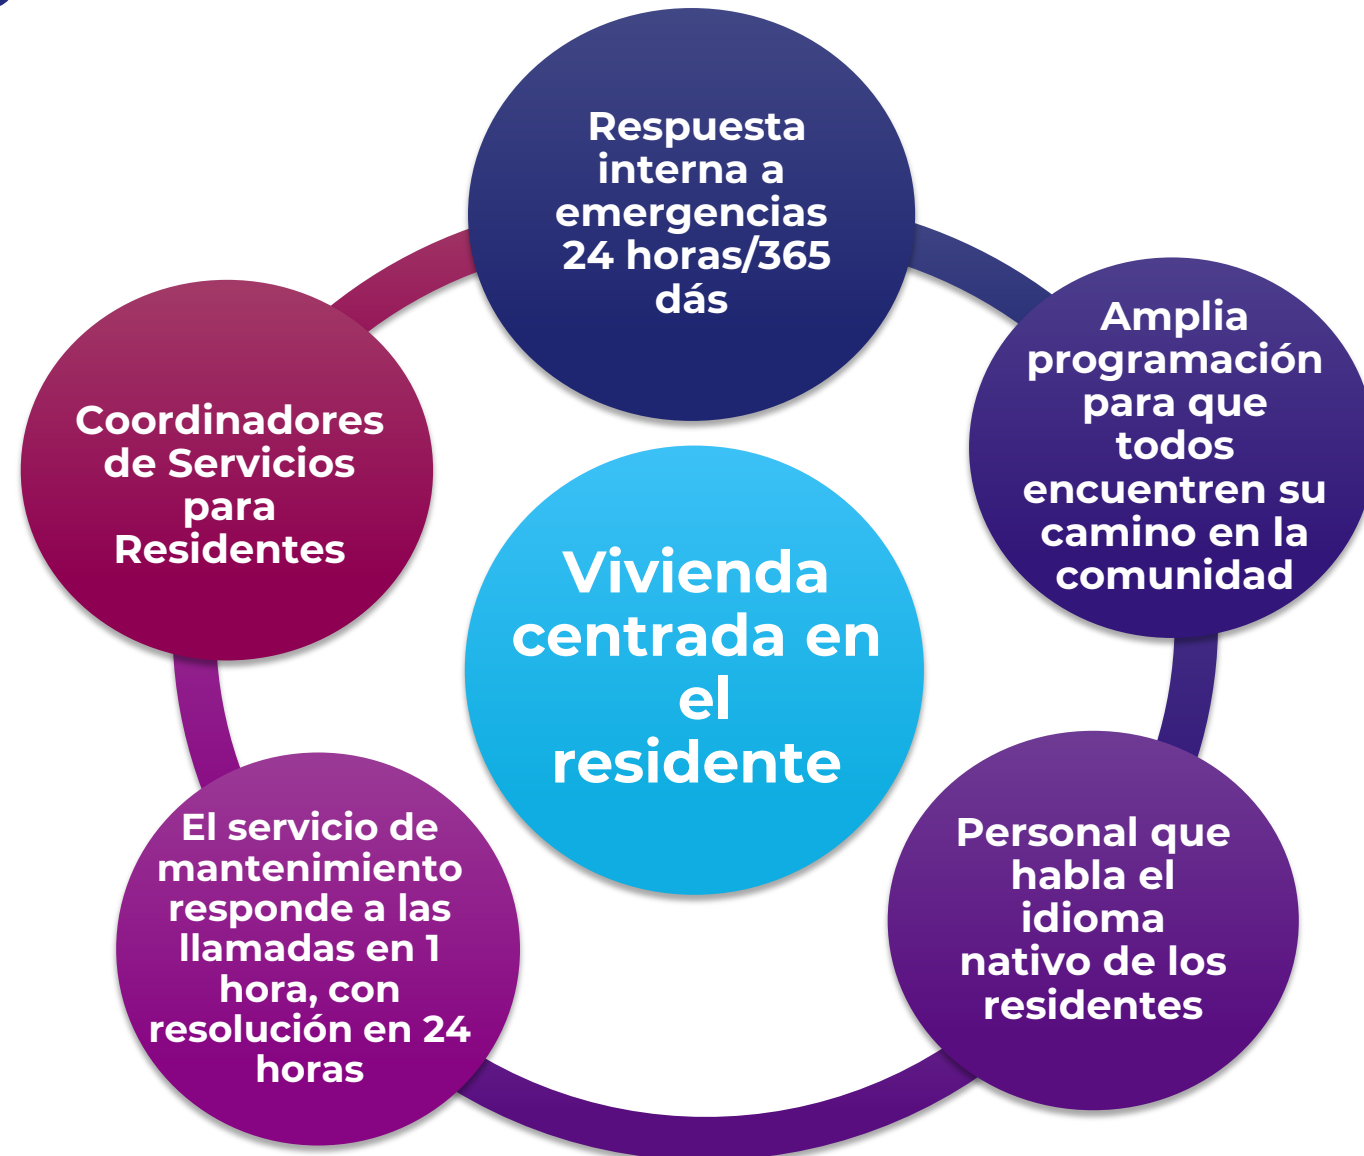 Respuesta
interna a
emergencias
24 horas/365
dás
Amplia
programación
para que
todos
encuentren su
camino en la
comunidad
Personal que
habla el
idioma
nativo de los
residentes
El servicio de
mantenimiento
responde a las
llamadas en 1
hora, con
resolución en 24
horas
Coordinadores
de Servicios
para
Residentes
Vivienda
centrada en
el
residente